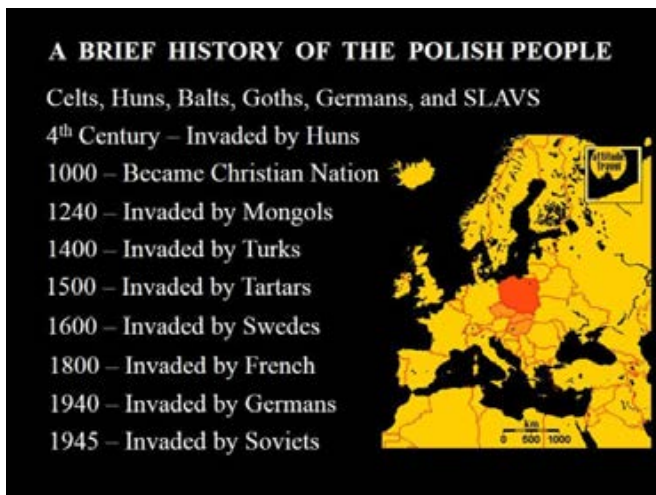 A BRIEF HISTORY OF THE POLISH PEOPLE
Celts, Huns, Balts, Goths, Germans, and SLAVS
4th Century – Invaded by Huns
1000 – Became Christian Nation
1240 – Invaded by Mongols
1400 – Invaded by Turks
1500 – Invaded by Tartars
1600 – Invaded by Swedes
1800 – Invaded by French
1940 – Invaded by Germans
1945 – Invaded by Soviets
attitude
travel
km
0 500 1000